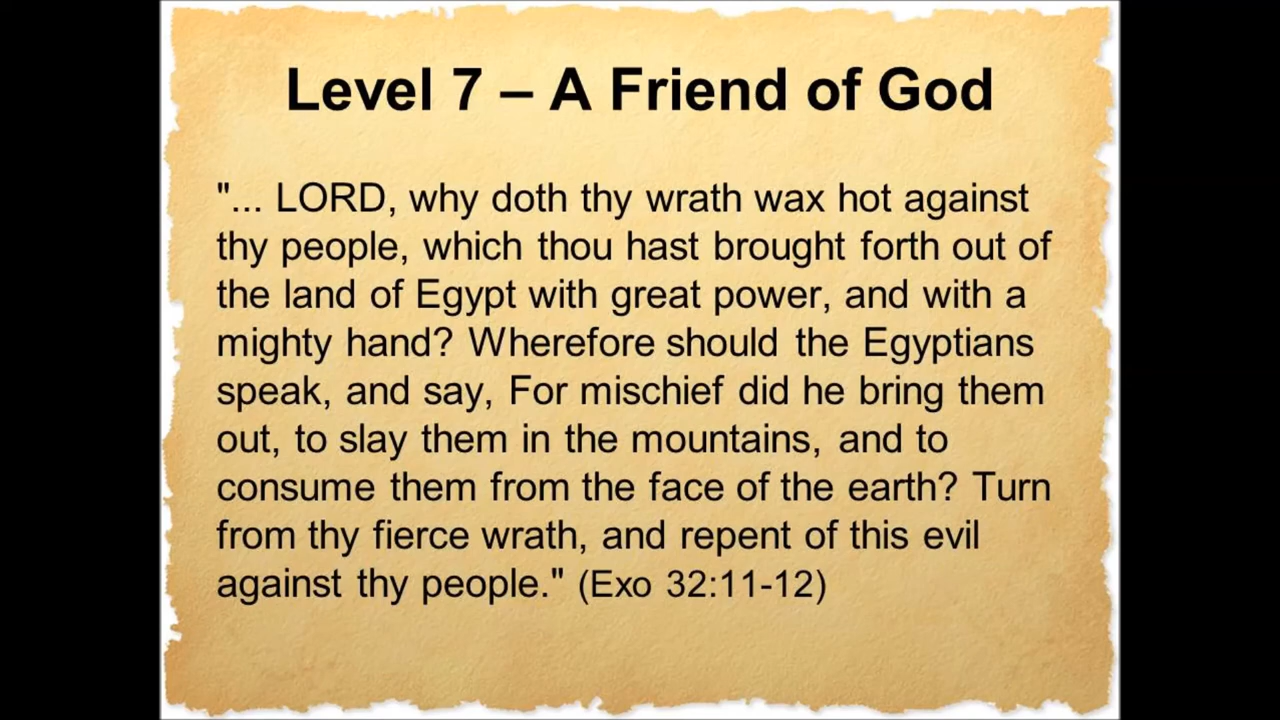 Level 7 – A Friend of God
"... LORD, why doth thy wrath wax hot against
thy people, which thou hast brought forth out of
the land of Egypt with great power, and with a
mighty hand? Wherefore should the Egyptians
speak, and say, For mischief did he bring them
out, to slay them in the mountains, and to
consume them from the face of the earth? Turn
from thy fierce wrath, and repent of this evil
against thy people." (Exo 32:11-12)